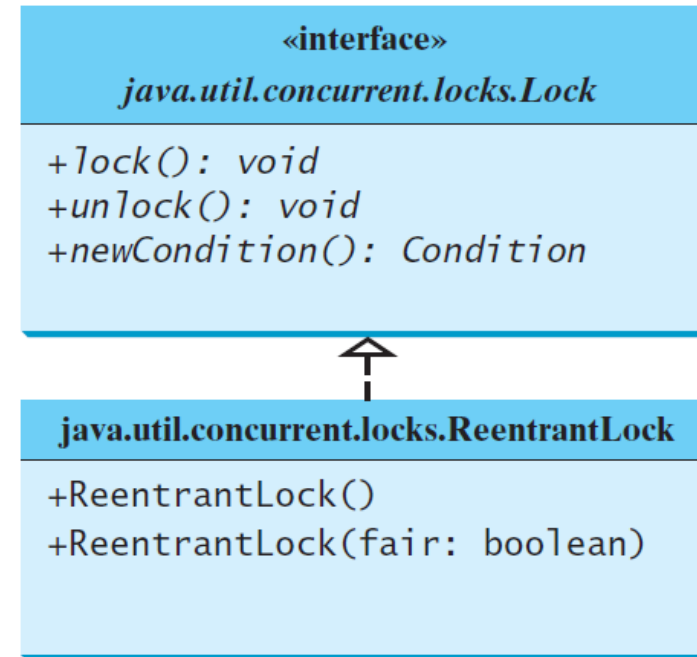 «interface»
java.util.concurrent.locks.Lock
+lock(): void
+unlock(): void
+newCondition(): Condition
java.util.concurrent.locks.ReentrantLock
+ReentrantLock()
+ReentrantLock(fair: boolean)